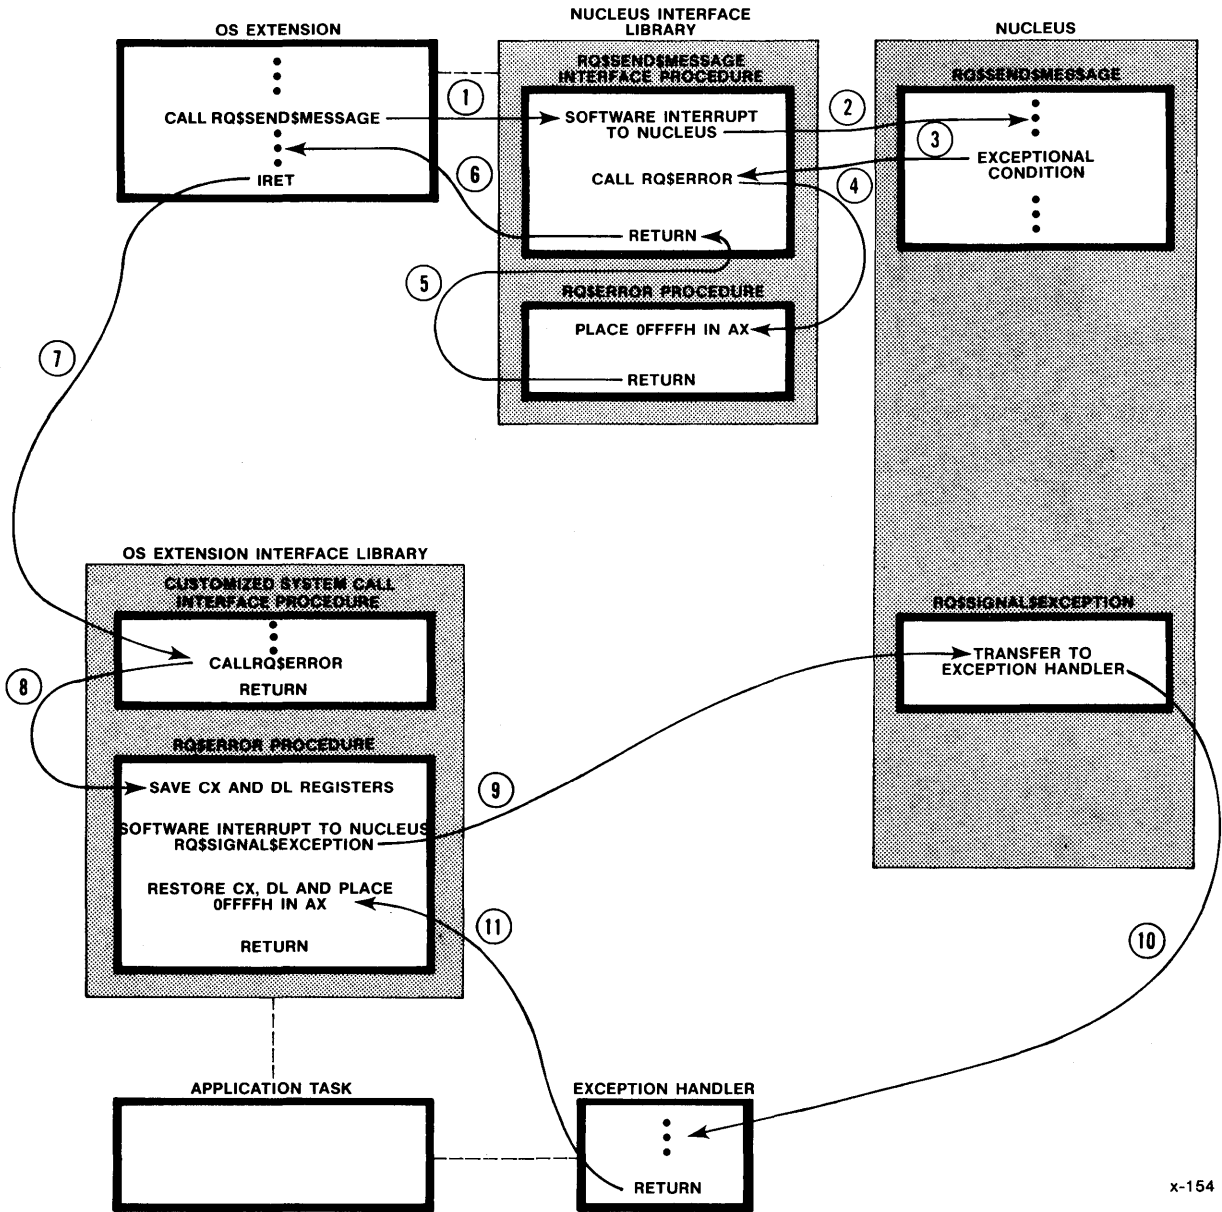 OS EXTENSION
CALL RQ$SEND$MESSAGE
IRET
NUCLEUS INTERFACE
LIBRARY
RQ$SEND$MESSAGE
INTERFACE PROCEDURE
SOFTWARE INTERRUPT
TO NUCLEUS
CALL RQ$ERROR
RETURN
RQ$ERROR PROCEDURE
PLACE 0FFFFH IN AX
RETURN
NUCLEUS
RQ$SEND$MESSAGE
EXCEPTIONAL
CONDITION
1
2
3
4
5
6
7
OS EXTENSION INTERFACE LIBRARY
CUSTOMIZED SYSTEM CALL
INTERFACE PROCEDURE
CALLRQ$ERROR
RETURN
8
RQ$ERROR PROCEDURE
SAVE CX AND DL REGISTERS
SOFTWARE INTERRUPT TO NUCLEUS
RQ$SIGNAL$EXCEPTION
RESTORE CX, DL AND PLACE
0FFFFH IN AX
RETURN
9
RQ$SIGNAL$EXCEPTION
TRANSFER TO
EXCEPTION HANDLER
10
11
APPLICATION TASK
EXCEPTION HANDLER
RETURN
x-154